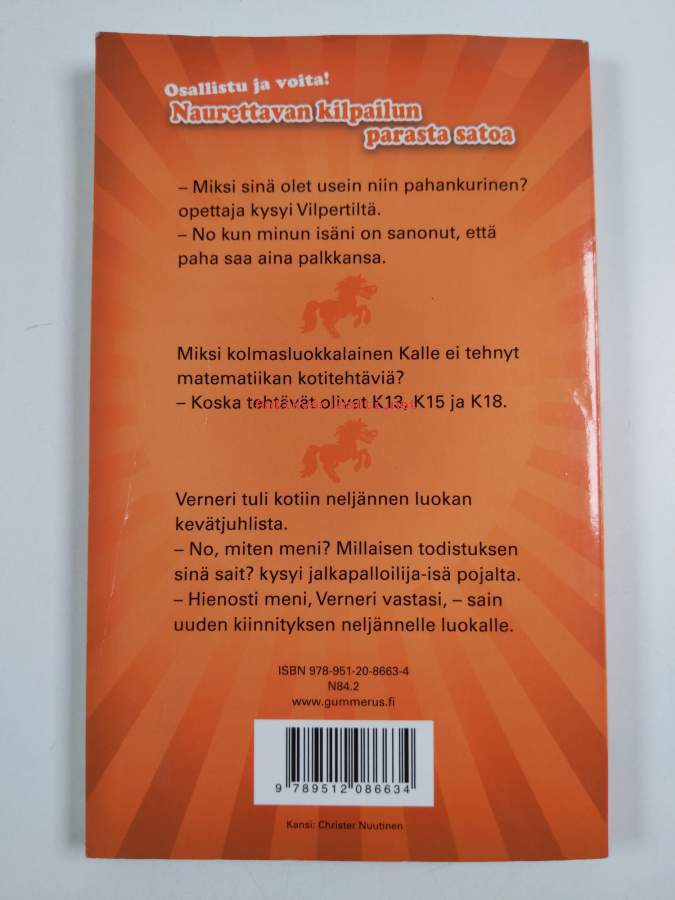 Osallistu ja voita!
Naurettavan kilpailun
parasta satoa
– Miksi sinä olet usein niin pahankurinen?
opettaja kysyi Vilpertiltä.
– No kun minun isäni on sanonut, että
paha saa aina palkkansa.
Miksi kolmasluokkalainen Kalle ei tehnyt
matematiikan kotitehtäviä?
– Koska tehtävät olivat K13, K15 ja K18.
Verneri tuli kotiin neljännen luokan
kevätjuhlista.
– No, miten meni? Millaisen todistuksen
sinä sait? kysyi jalkapalloilija-isä pojalta.
– Hienosti meni, Verneri vastasi, – sain
uuden kiinnityksen neljännelle luokalle.
ISBN 978-951-20-8663-4
N84.2
www.gummerus.fi
9 789512 086634
Kansi: Christer Nuutinen